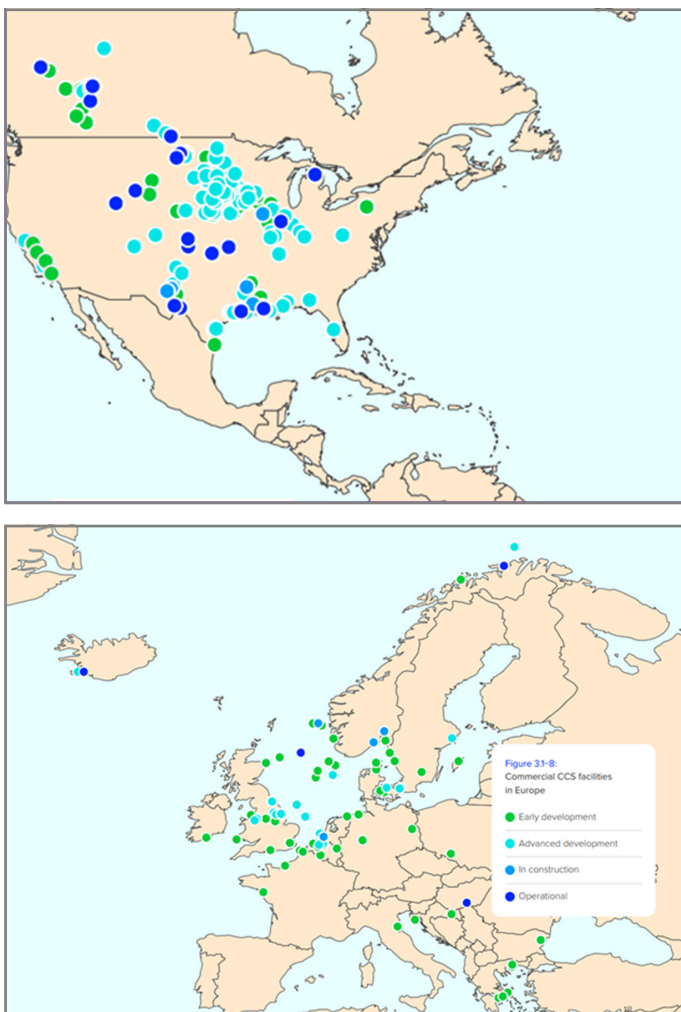 Figure 3.1-8:
Commercial CCS facilities
in Europe
Early development
Advanced development
In construction
Operational